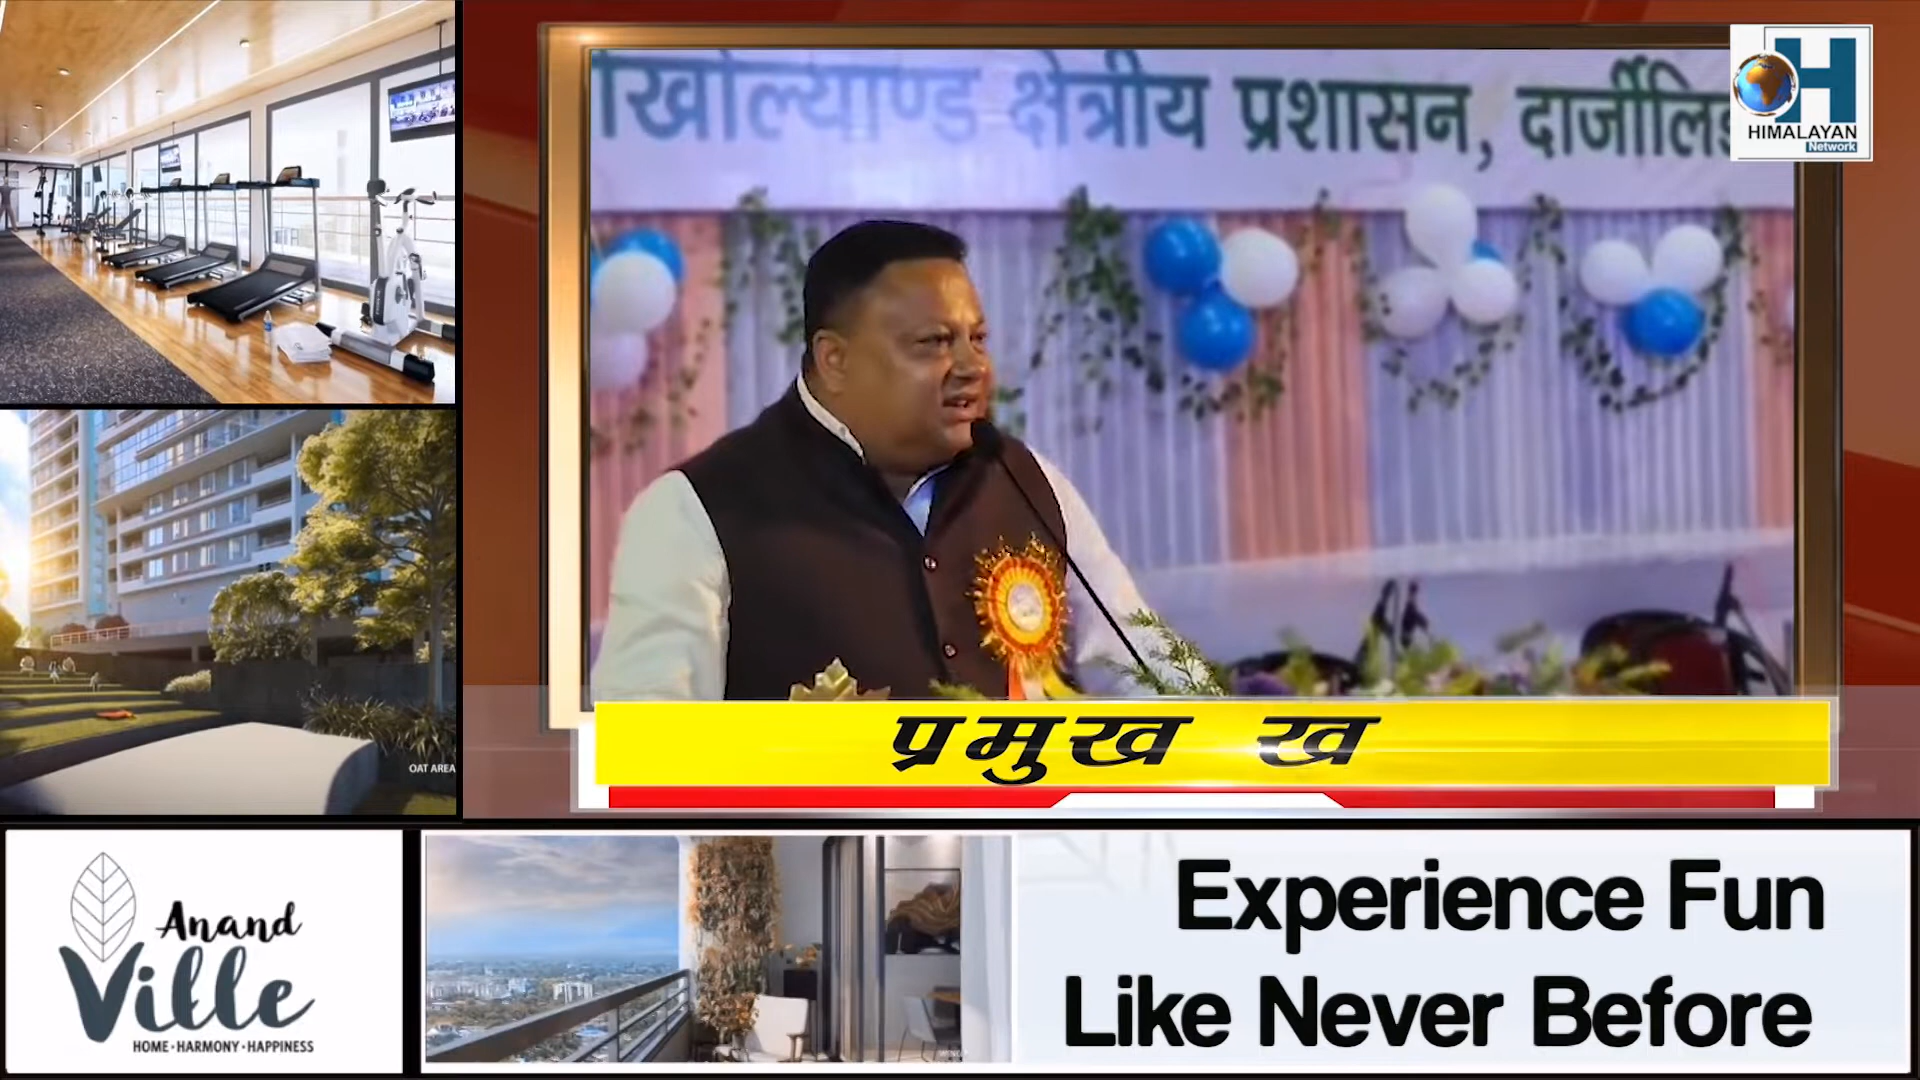 ोर्खाल्याण्ड क्षेत्रीय प्रशासन, दार्जीलिङ
HIMALAYAN
Network
प्रमुख ख
OAT AREA
Anand
Ville
HOME • HARMONY • HAPPINESS
Experience Fun
Like Never Before